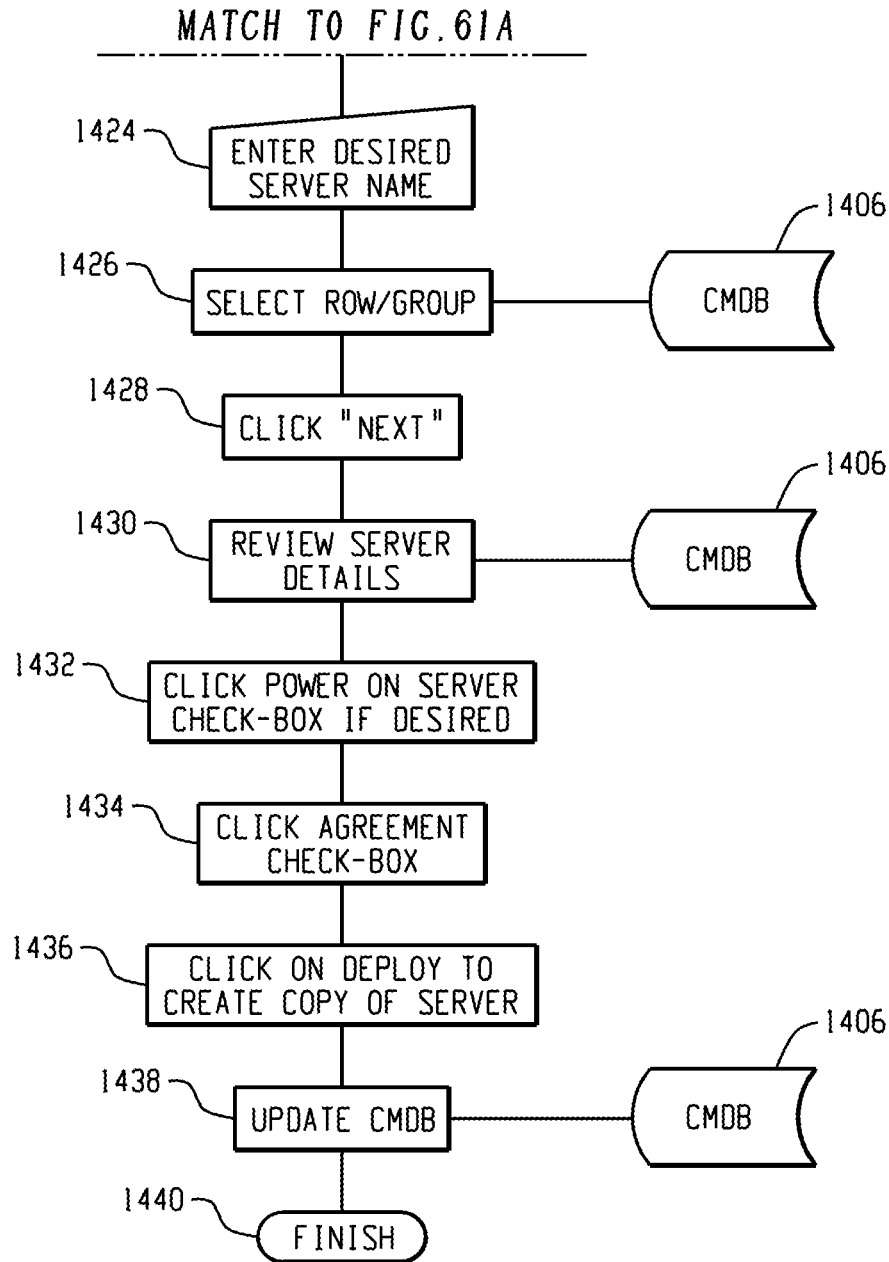 MATCH TO FIG.61A
1424
ENTER DESIRED
SERVER NAME
1426
SELECT ROW/GROUP
1406
CMDB
1428
CLICK "NEXT"
1430
REVIEW SERVER
DETAILS
1406
CMDB
1432
CLICK POWER ON SERVER
CHECK-BOX IF DESIRED
1434
CLICK AGREEMENT
CHECK-BOX
1436
CLICK ON DEPLOY TO
CREATE COPY OF SERVER
1438
UPDATE CMDB
1406
CMDB
1440
FINISH